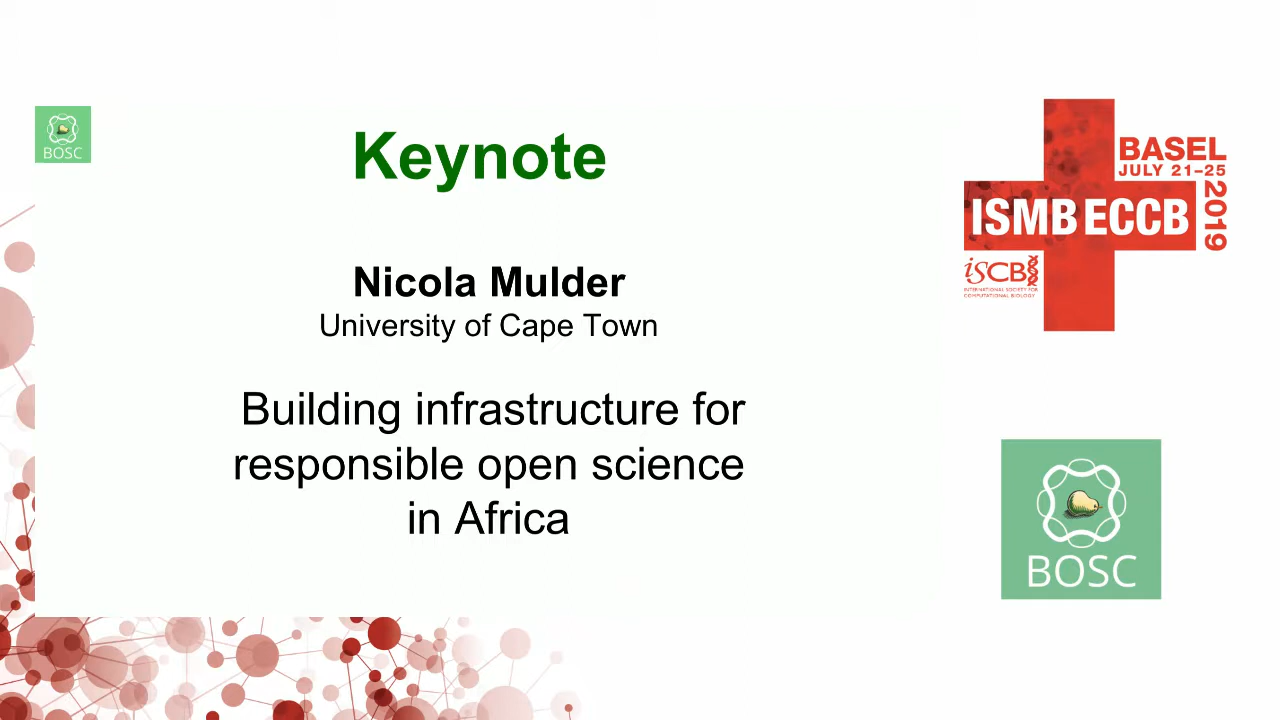 BOSC
Keynote
Nicola Mulder
University of Cape Town
Building infrastructure for
responsible open science
in Africa
BASEL
JULY 21–25
2019
ISMB ECCB
iSCB
INTERNATIONAL SOCIETY FOR
COMPUTATIONAL BIOLOGY
BOSC